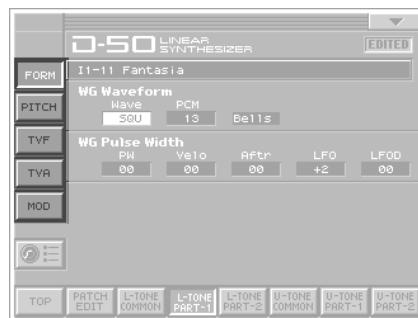 D-50 LINEAR SYNTHESIZER
EDITED
FORM
I1-11 Fantasia
WG Waveform
Wave PCM
SQU 13 Bells
PITCH
WG Pulse Width
TVF
PW Velo Aftr LFO LFOD
00 00 00 +2 00
TVA
MOD
TOP
PATCH EDIT
L-TONE COMMON
L-TONE PART-1
L-TONE PART-2
U-TONE COMMON
U-TONE PART-1
U-TONE PART-2